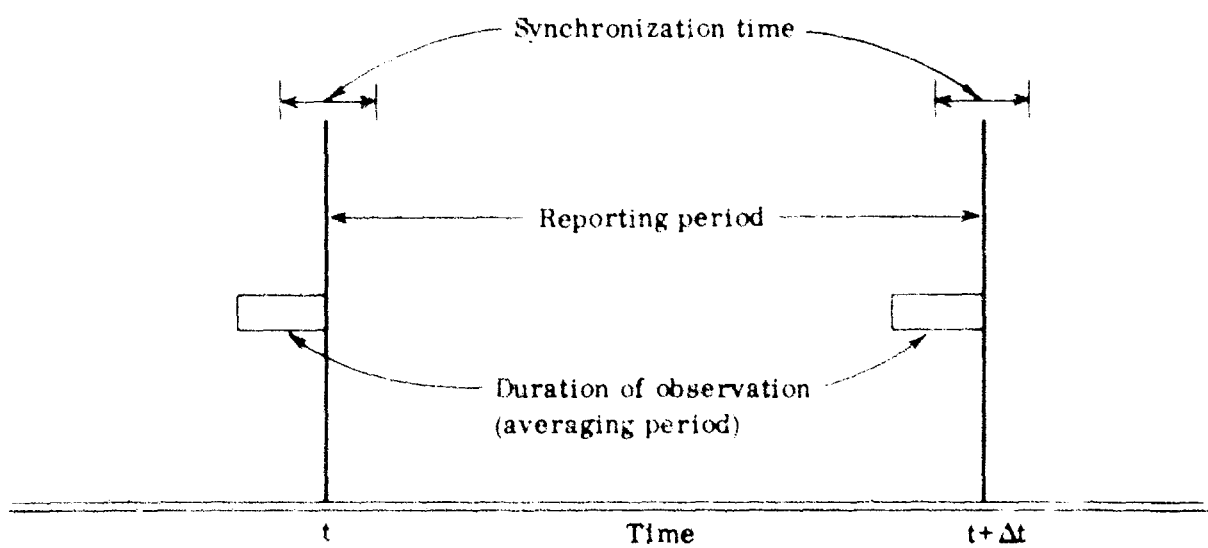 Synchronization time
Reporting period
Duration of observation
(averaging period)
t Time t + Δt